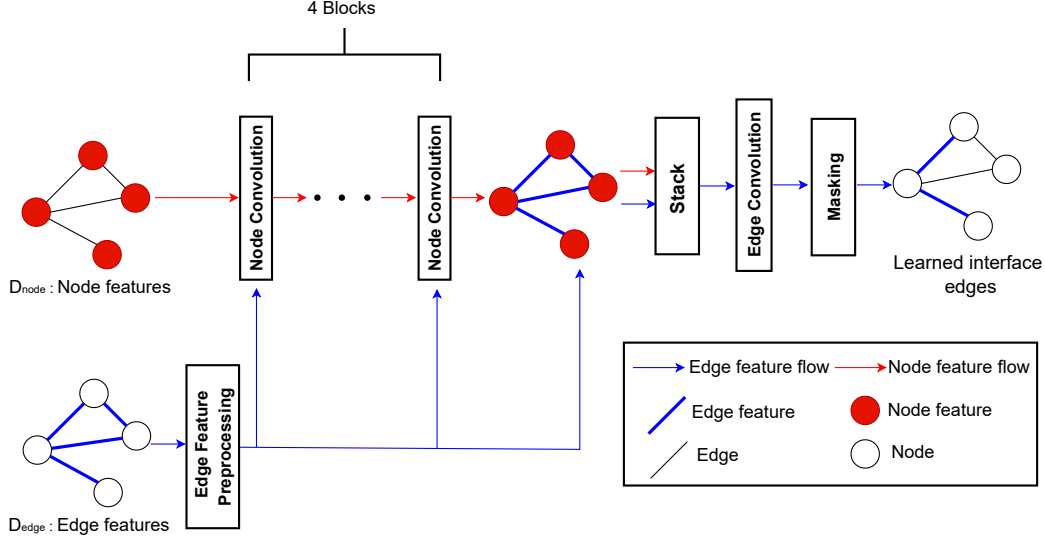 4 Blocks
Node Convolution
. . .
Node Convolution
Stack
Edge Convolution
Masking
Dnode : Node features
Learned interface
edges
Edge Feature
Preprocessing
Dedge : Edge features
Edge feature flow
Node feature flow
Edge feature
Node feature
Edge
Node